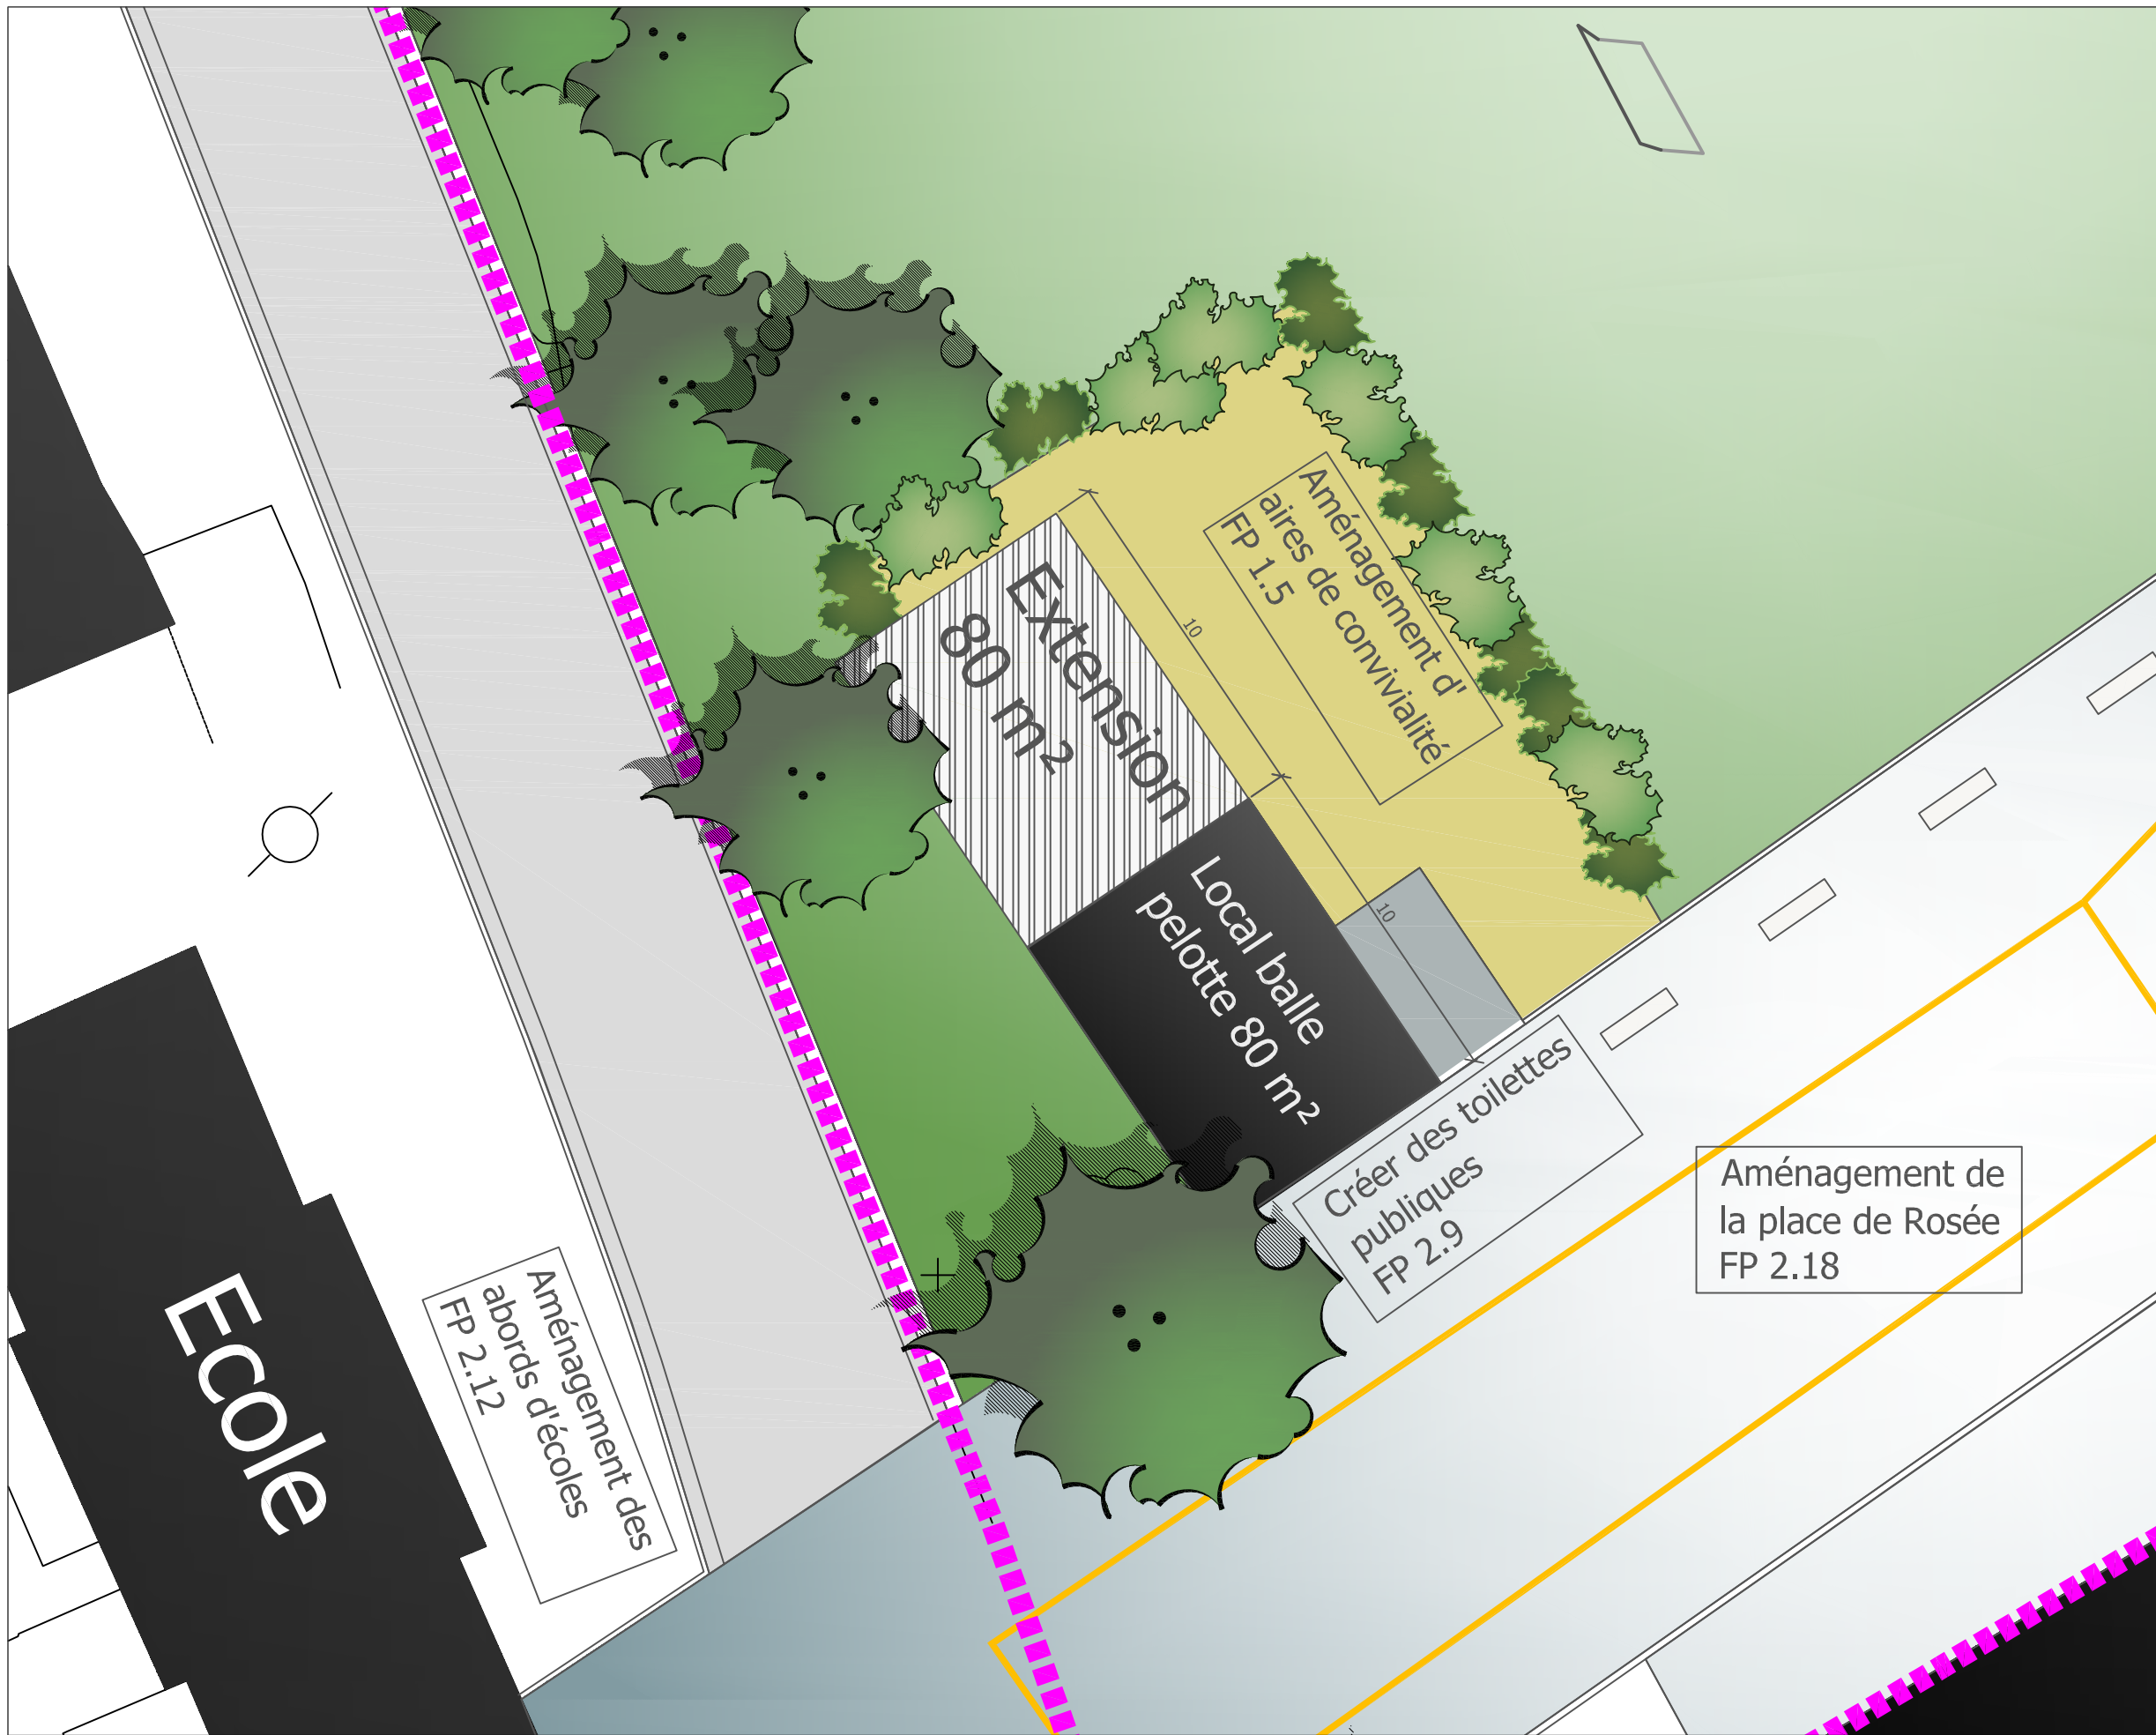 Aménagement d'
aires de convivialité
FP 1.5
10
Extension
80 m²
Local balle
pelotte 80 m²
10
Créer des toilettes
publiques
FP 2.9
Aménagement de
la place de Rosée
FP 2.18
Aménagement des
abords d'écoles
FP 2.12
Ecole